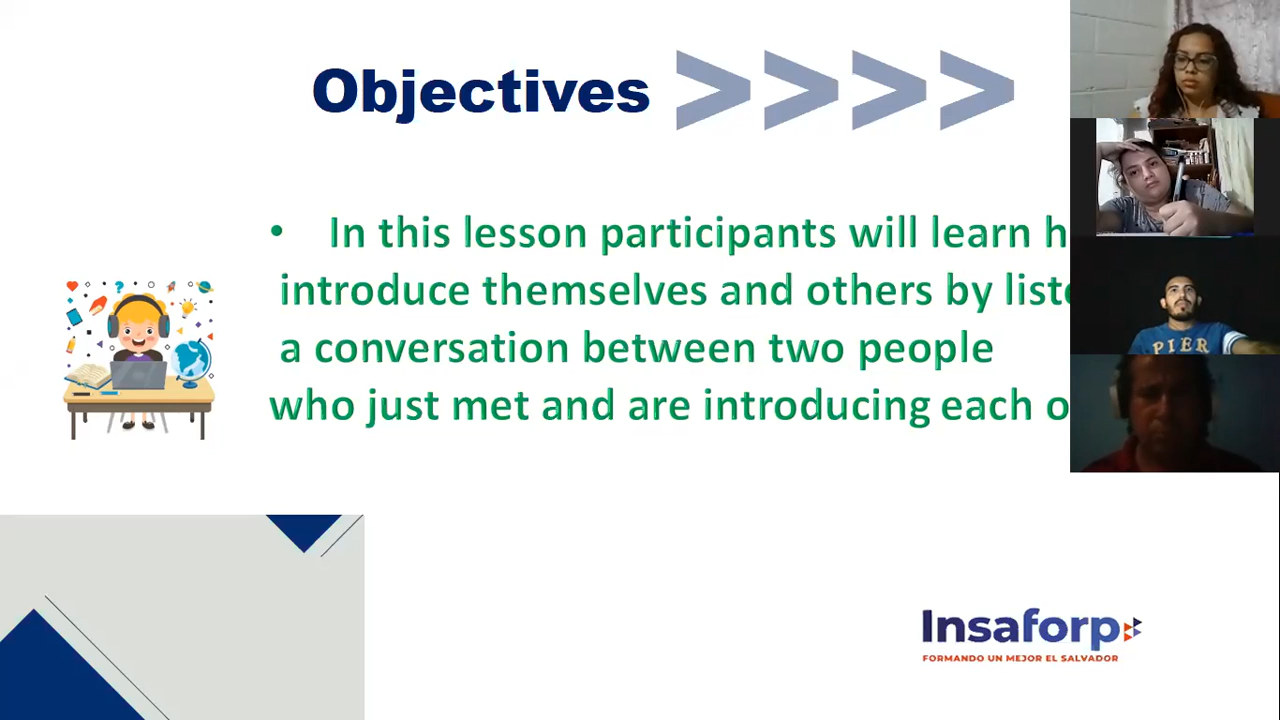 Objectives >>>>
• In this lesson participants will learn h
introduce themselves and others by list
a conversation between two people
who just met and are introducing each o
PIER
Insaforp
FORMANDO UN MEJOR EL SALVADOR